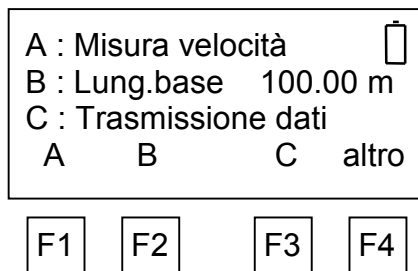 A : Misura velocità
B : Lung.base 100.00 m
C : Trasmissione dati
A B C altro
F1 F2 F3 F4